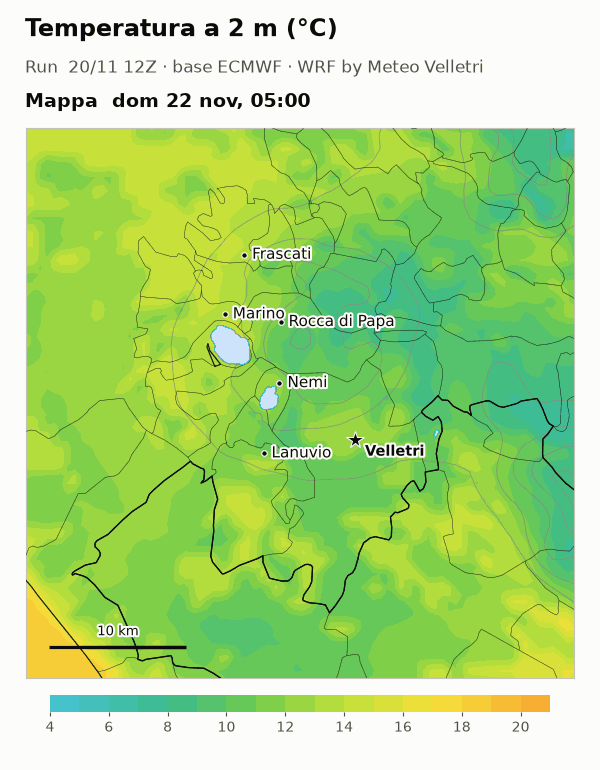 Temperatura a 2 m (°C)
Run 20/11 12Z · base ECMWF · WRF by Meteo Velletri
Mappa dom 22 nov, 05:00
Frascati
Marino
Rocca di Papa
Nemi
Velletri
Lanuvio
10 km
4 6 8 10 12 14 16 18 20